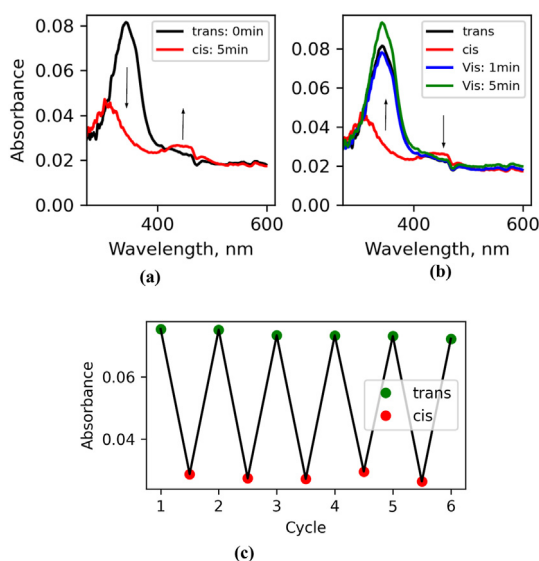 trans: 0min
cis: 5min
Absorbance
0.08
0.06
0.04
0.02
0.00
400
600
Wavelength, nm
(a)
trans
cis
Vis: 1min
Vis: 5min
0.08
0.06
0.04
0.02
0.00
400
600
Wavelength, nm
(b)
Absorbance
0.06
0.04
trans
cis
1
2
3
4
5
6
Cycle
(c)